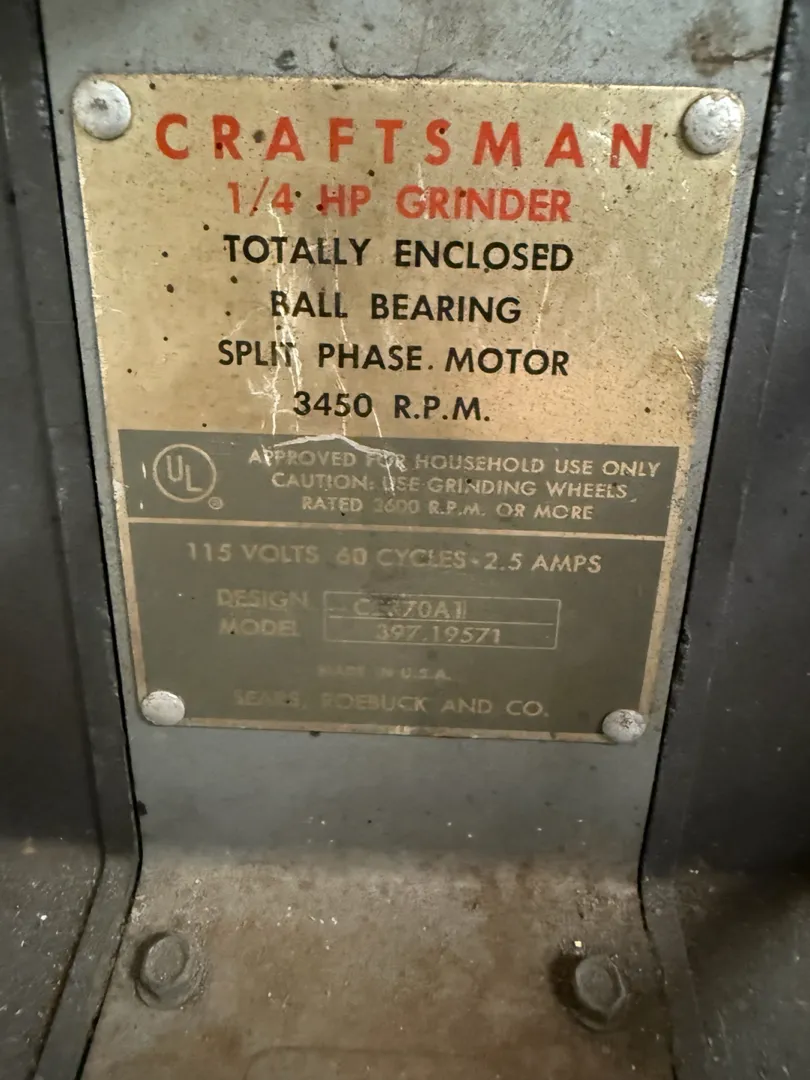 CRAFTSMAN
1/4 HP GRINDER
TOTALLY ENCLOSED
BALL BEARING
SPLIT PHASE MOTOR
3450 R.P.M.
UL ®
APPROVED FOR HOUSEHOLD USE ONLY
CAUTION: USE GRINDING WHEELS
RATED 3600 R.P.M. OR MORE
115 VOLTS 60 CYCLES - 2.5 AMPS
DESIGN
MODEL 397.19571
MADE IN U.S.A.
SEARS, ROEBUCK AND CO.